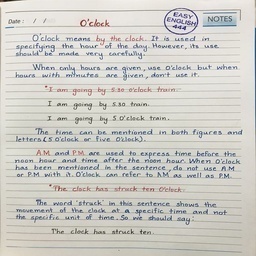 Date : / /
O'clock
EASY ENGLISH 444
NOTES
O'clock means by the clock. It is used in
specifying the hour of the day. However, its use
should be made very carefully.
When only hours are given, use O'clock but when
hours with minutes are given, don't use it.
*I am going by 5.30 O'clock train.
I am going by 5.30 train.
I am going by 5 O'clock train.
The time can be mentioned in both figures and
letters (5 O'clock or five O'clock).
A.M. and P.M. are used to express time before the
noon hour and time after the noon hour. When O'clock
has been mentioned in the sentence, do not use A.M.
or P.M. with it. O'clock can refer to A.M. as well as P.M.
*The clock has struck ten O'clock.
The word 'struck' in this sentence shows the
movement of the clock at a specific time and not
the specific unit of time. So we should say:
The clock has struck ten.